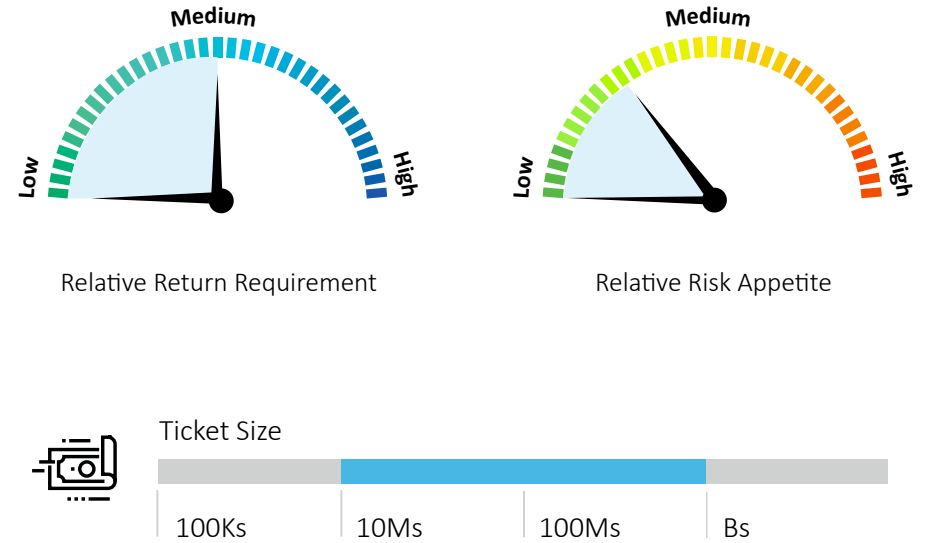 Medium
Low
High
Relative Return Requirement
Medium
Low
High
Relative Risk Appetite
Ticket Size
100Ks
10Ms
100Ms
Bs